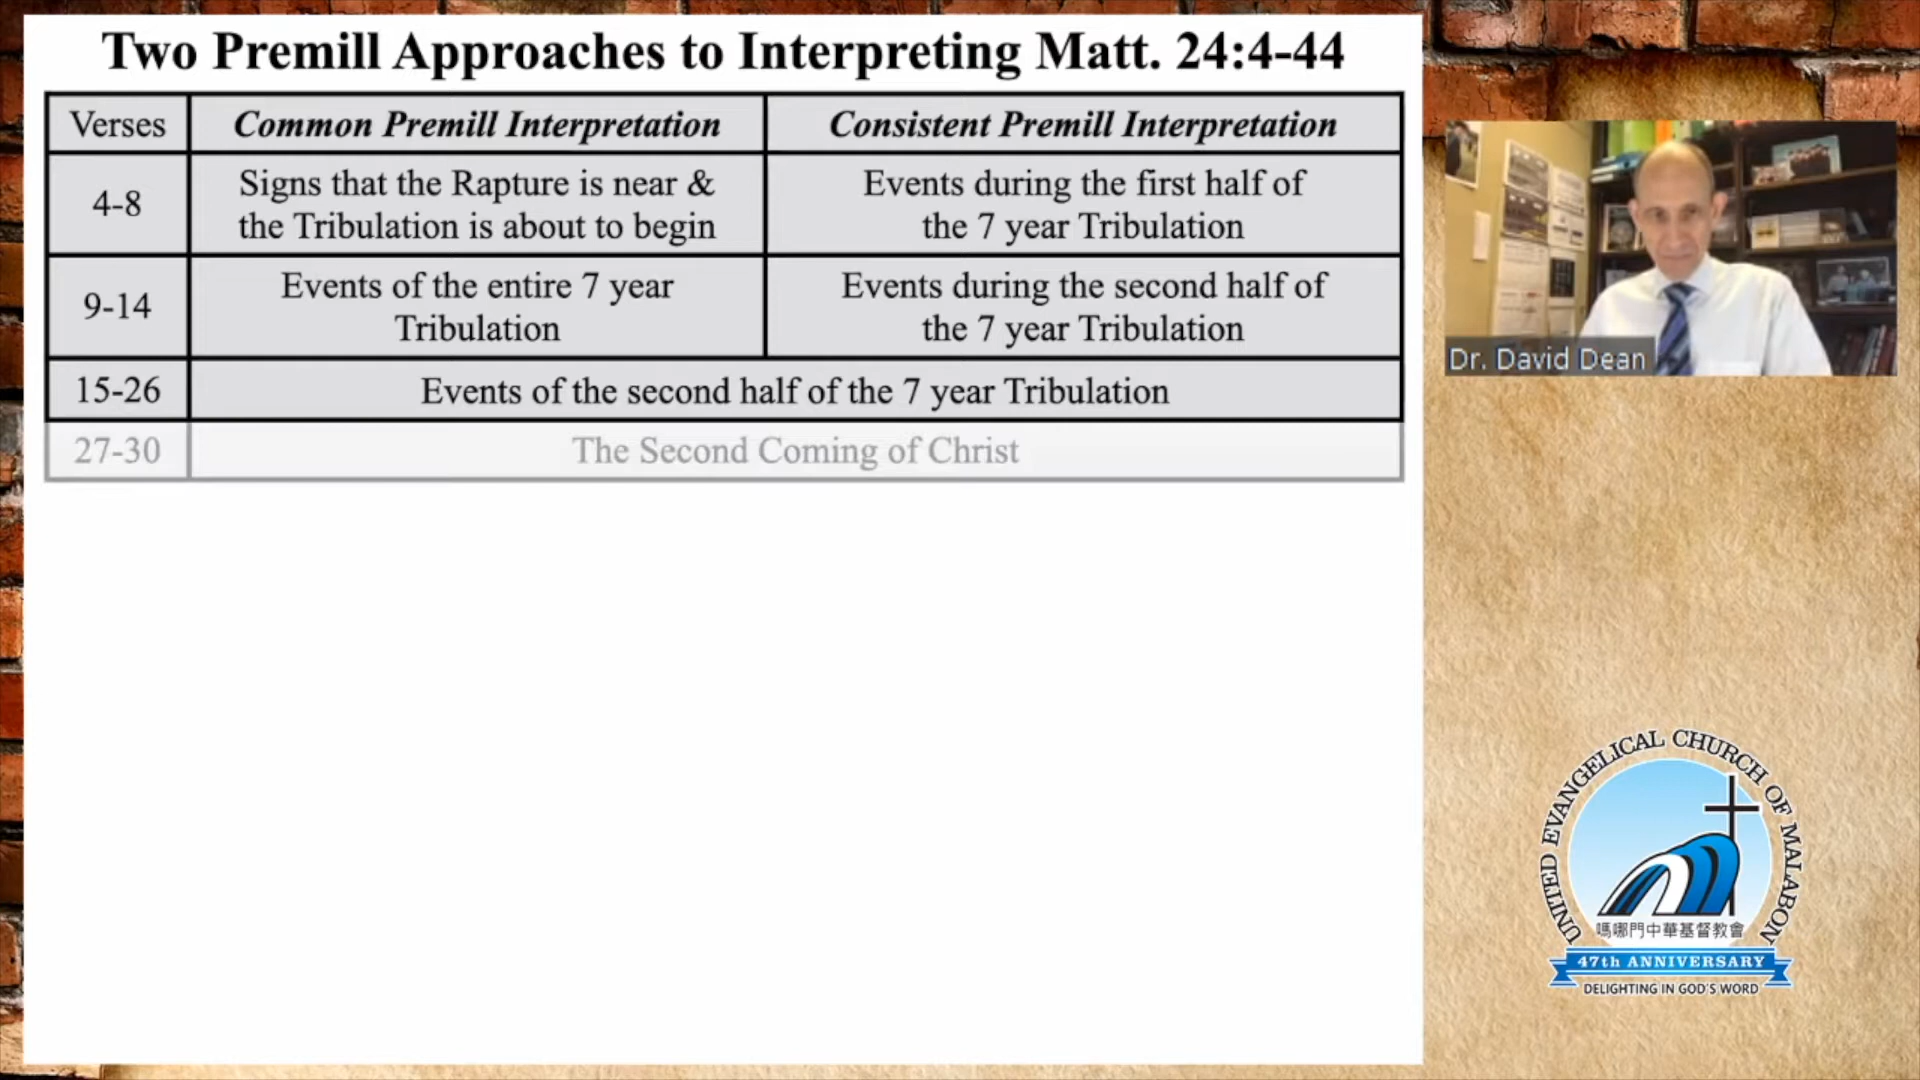 Two Premill Approaches to Interpreting Matt. 24:4-44
Verses
Common Premill Interpretation
Consistent Premill Interpretation
4-8
Signs that the Rapture is near &
the Tribulation is about to begin
Events during the first half of
the 7 year Tribulation
9-14
Events of the entire 7 year
Tribulation
Events during the second half of
the 7 year Tribulation
15-26
Events of the second half of the 7 year Tribulation
27-30
The Second Coming of Christ
Dr. David Dean
UNITED EVANGELICAL CHURCH OF MALABON
嗎哪門中華基督教會
47th ANNIVERSARY
DELIGHTING IN GOD'S WORD